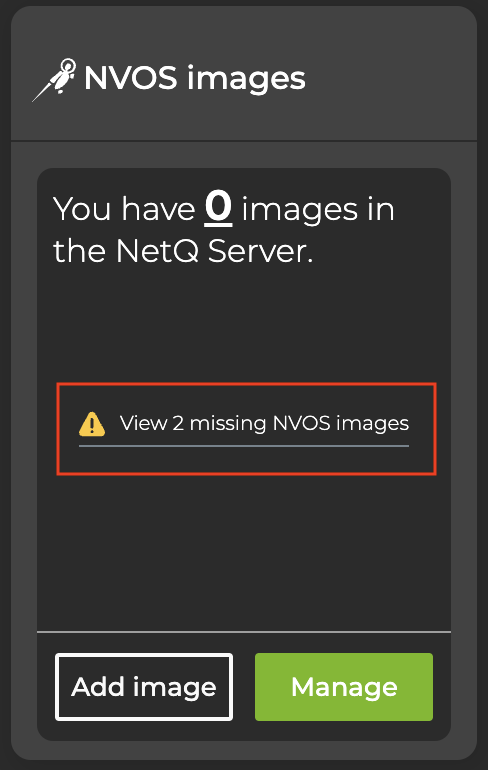 NVOS images
You have 0 images in
the NetQ Server.
View 2 missing NVOS images
Add image
Manage